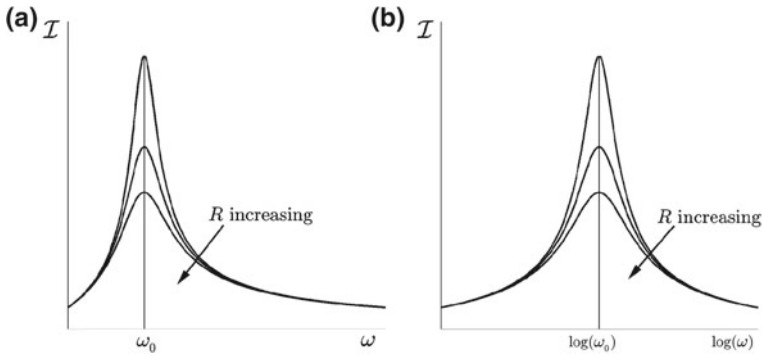 (a)
ℐ
R increasing
ω₀
ω
(b)
ℐ
R increasing
log(ω₀)
log(ω)